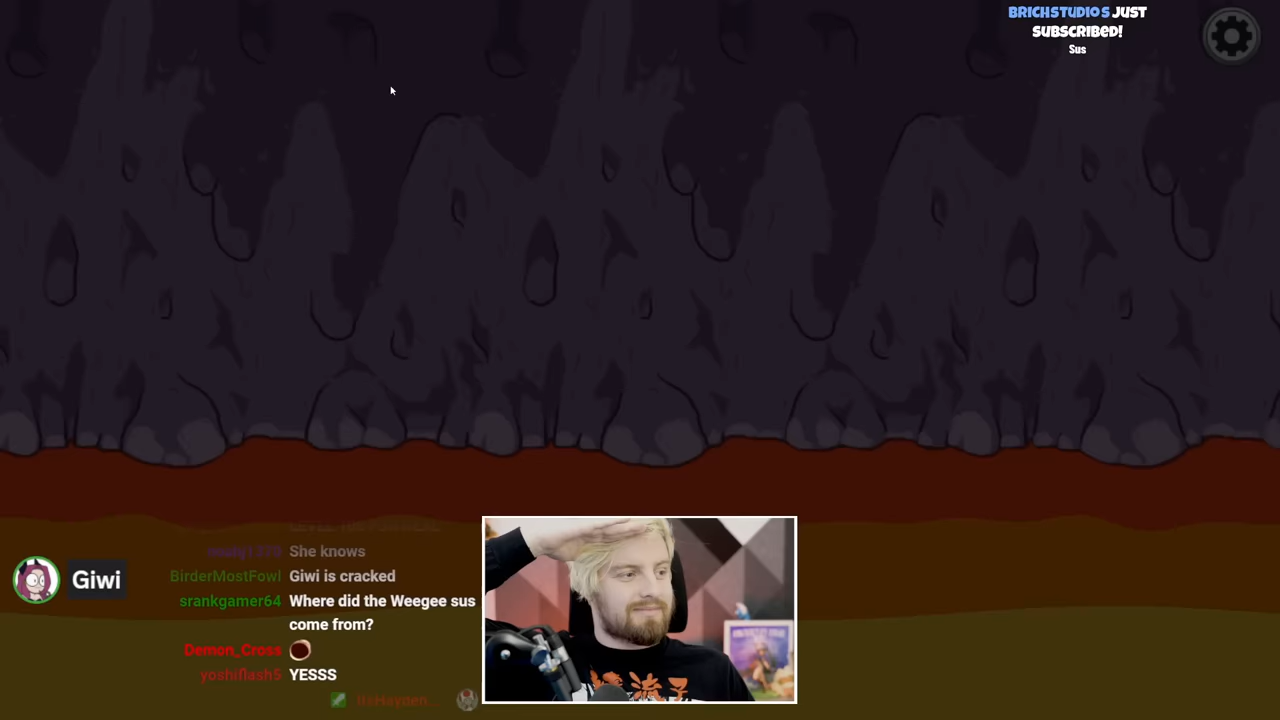 BRICHSTUDIOS JUST
SUBSCRIBED!
Sus
She knows
BirderMostFowl Giwi is cracked
Giwi
srankgamer64 Where did the Weegee sus
come from?
Demon_Cross
yoshiflash5 YESSS
ItsHayden...